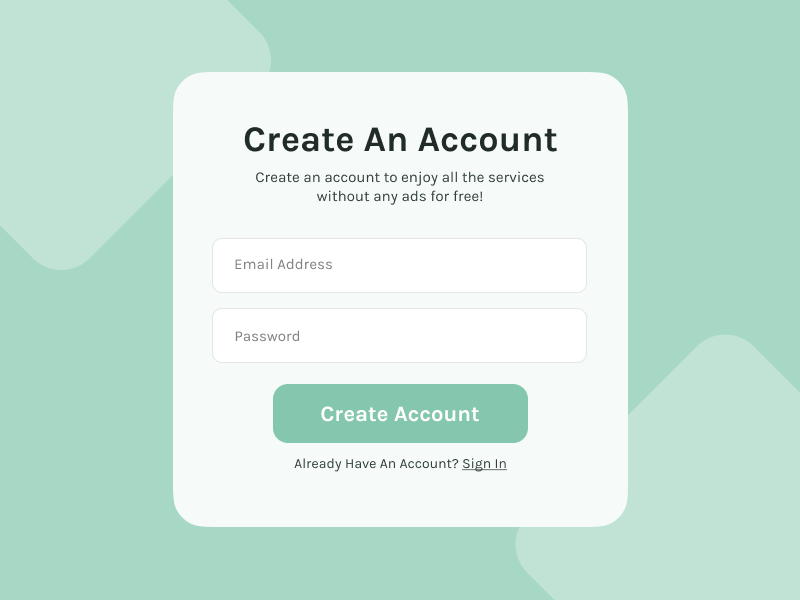 Create An Account
Create an account to enjoy all the services
without any ads for free!
Email Address
Password
Create Account
Already Have An Account? Sign In